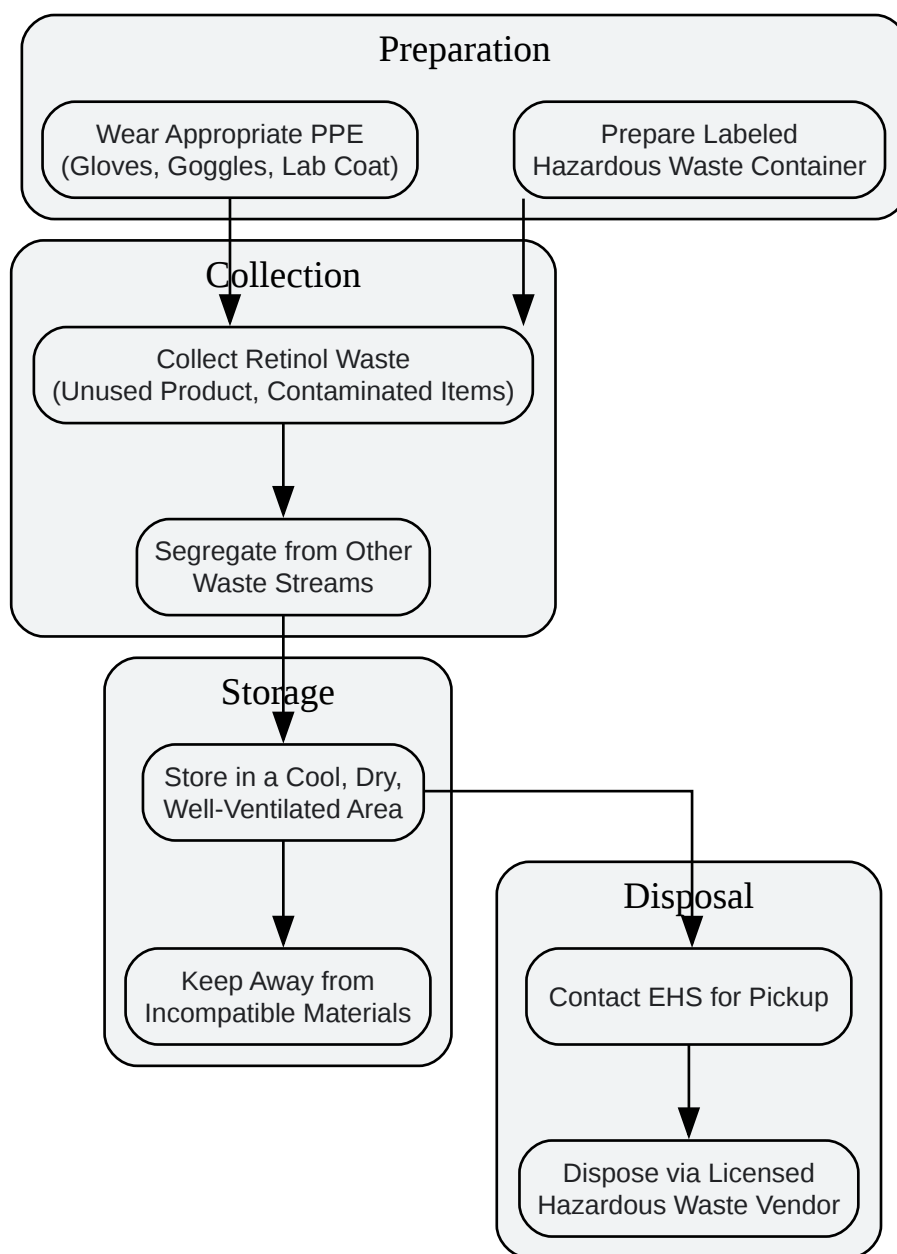 Preparation
Wear Appropriate PPE
(Gloves, Goggles, Lab Coat)
Prepare Labeled
Hazardous Waste Container
Collection
Collect Retinol Waste
(Unused Product, Contaminated Items)
Segregate from Other
Waste Streams
Storage
Store in a Cool, Dry,
Well-Ventilated Area
Keep Away from
Incompatible Materials
Disposal
Contact EHS for Pickup
Dispose via Licensed
Hazardous Waste Vendor